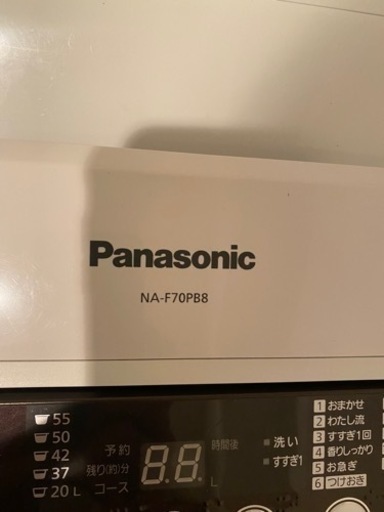 Panasonic
NA-F70PB8
55
50
42
37
20 L
予約
残り(約)分
コース
88
時間後
L
洗い
すすぎ1
1 おまかせ
2 わたし流
3 すすぎ1回
4 香りしっかり
5 お急ぎ
6 つけおき